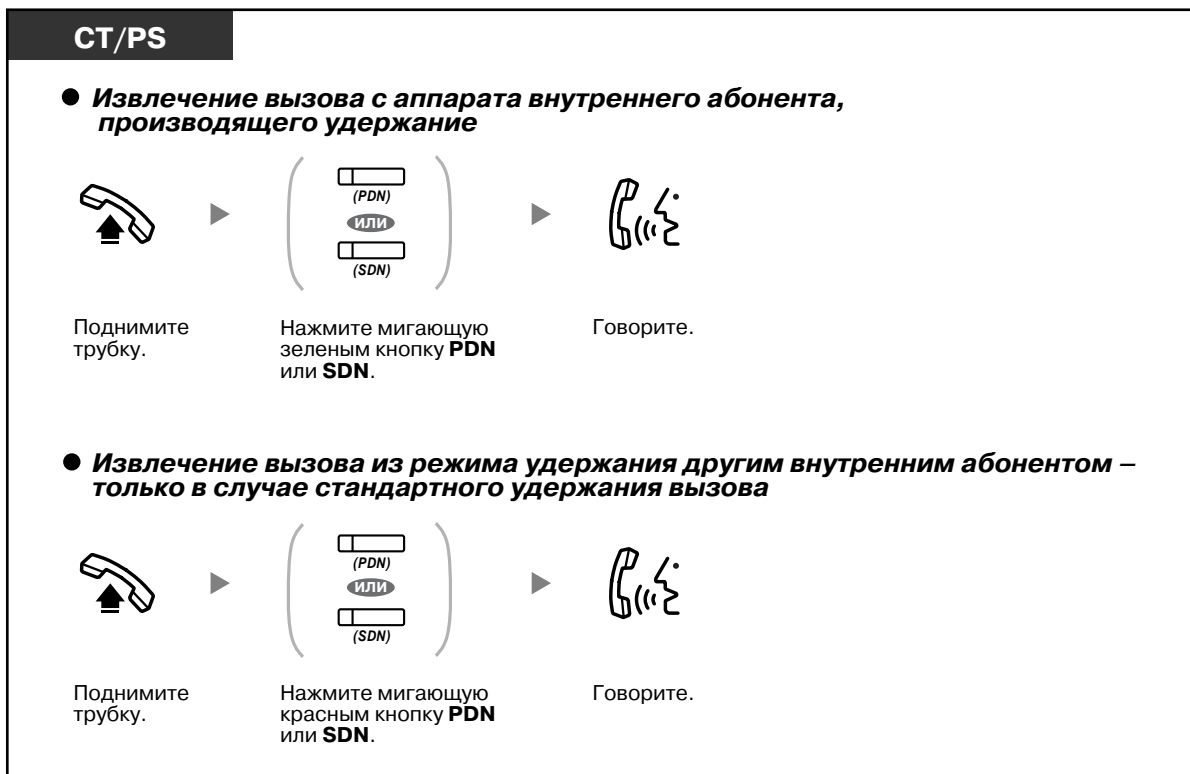 CT/PS
● Извлечение вызова с аппарата внутреннего абонента,
производящего удержание
(PDN)
или
(SDN)
Поднимите
трубку.
Нажмите мигающую
зеленым кнопку PDN
или SDN.
Говорите.
● Извлечение вызова из режима удержания другим внутренним абонентом –
только в случае стандартного удержания вызова
(PDN)
или
(SDN)
Поднимите
трубку.
Нажмите мигающую
красным кнопку PDN
или SDN.
Говорите.